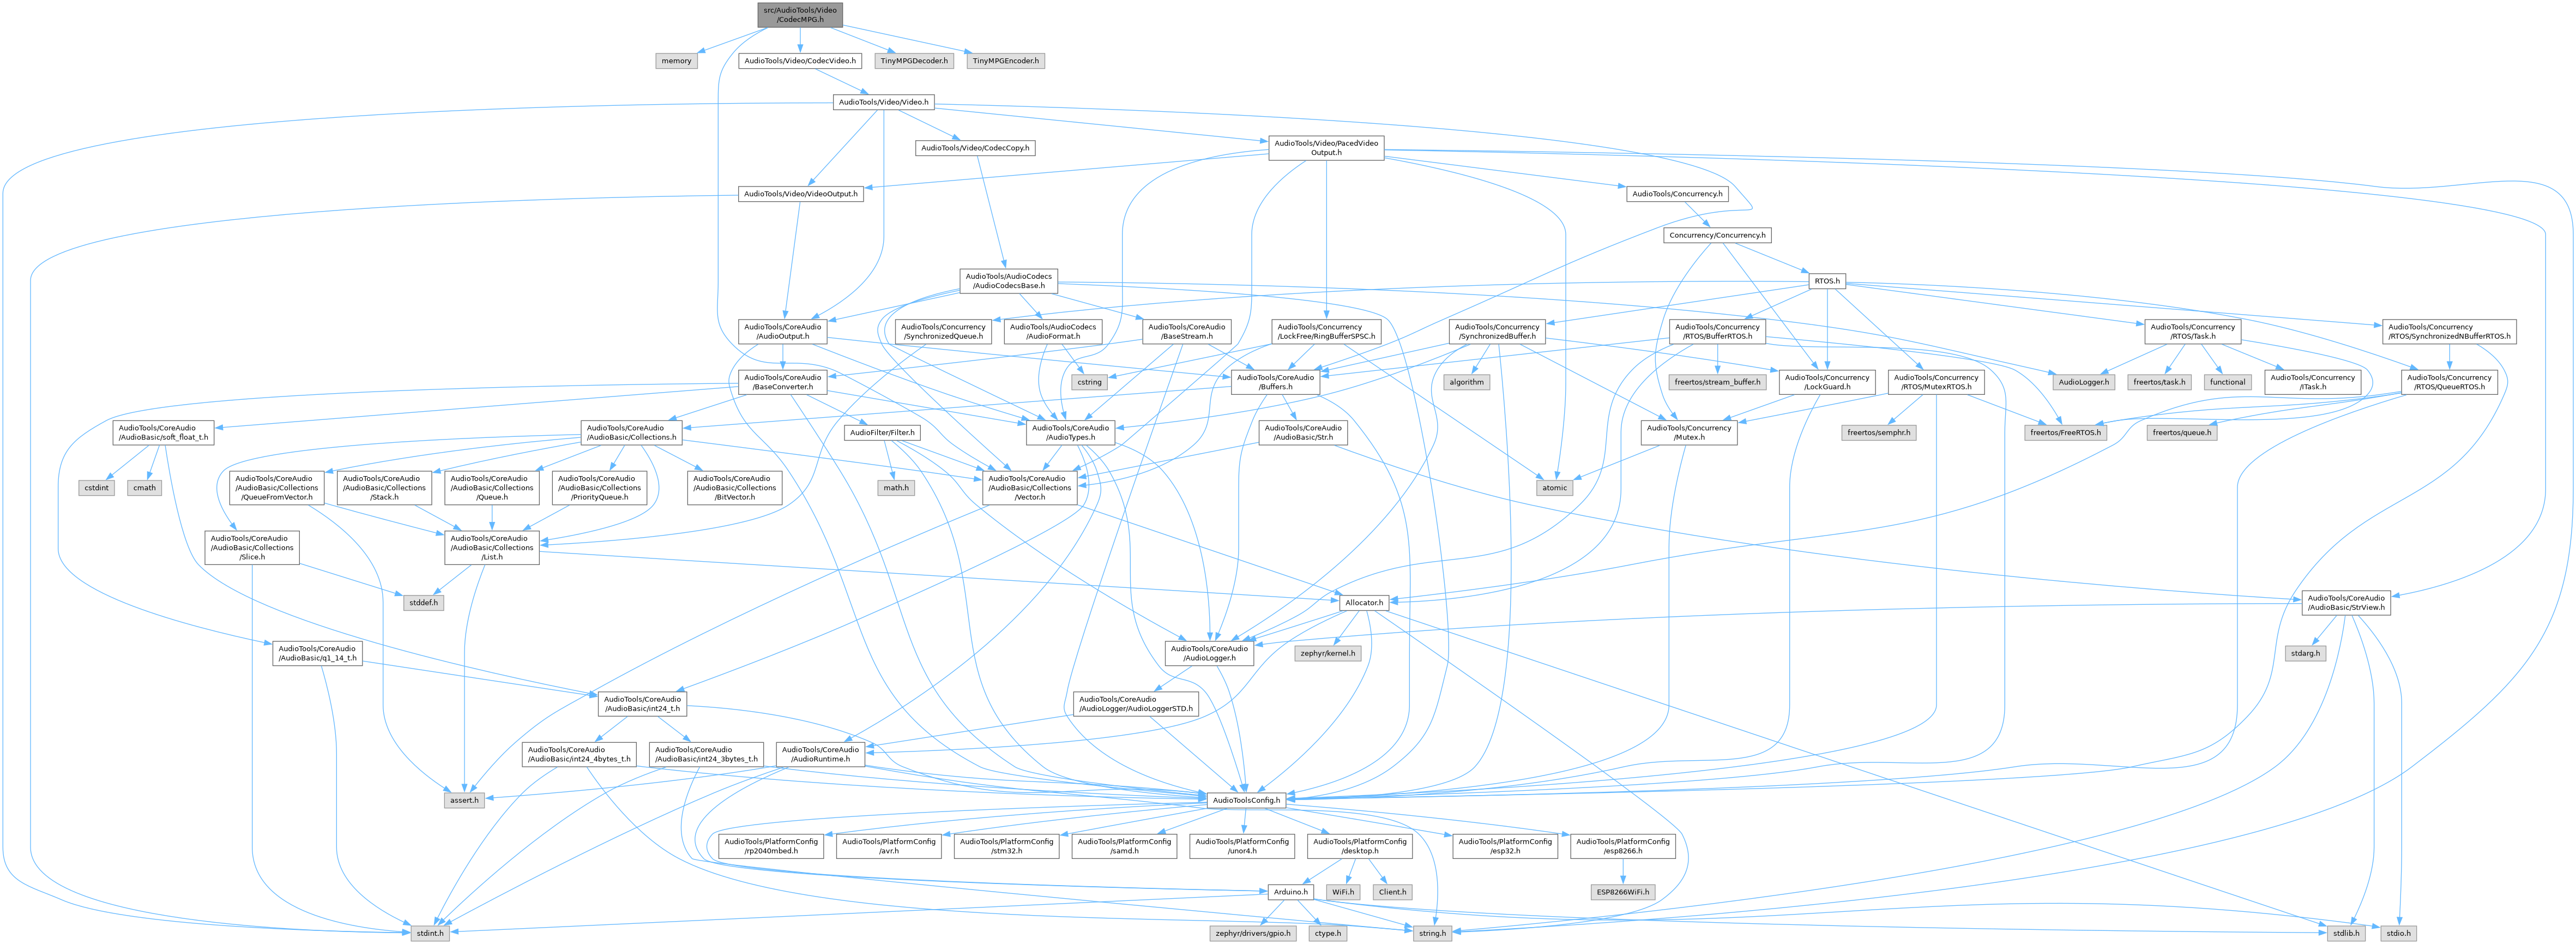 src/AudioTools/Video
/CodecMPG.h
memory
AudioTools/Video/CodecVideo.h
TinyMPGDecoder.h
TinyMPGEncoder.h
AudioTools/Video/Video.h
AudioTools/Video/CodecCopy.h
AudioTools/Video/PacedVideo
Output.h
AudioTools/Video/VideoOutput.h
AudioTools/Concurrency.h
Concurrency/Concurrency.h
AudioTools/AudioCodecs
/AudioCodecsBase.h
RTOS.h
AudioTools/CoreAudio
/AudioOutput.h
AudioTools/Concurrency
/SynchronizedQueue.h
AudioTools/AudioCodecs
/AudioFormat.h
AudioTools/CoreAudio
/BaseStream.h
AudioTools/Concurrency
/LockFree/RingBufferSPSC.h
AudioTools/Concurrency
/SynchronizedBuffer.h
AudioTools/Concurrency
/RTOS/BufferRTOS.h
AudioTools/Concurrency
/RTOS/Task.h
AudioTools/Concurrency
/RTOS/SynchronizedNBufferRTOS.h
AudioTools/CoreAudio
/BaseConverter.h
cstring
AudioTools/CoreAudio
/Buffers.h
algorithm
freertos/stream_buffer.h
AudioTools/Concurrency
/LockGuard.h
AudioTools/Concurrency
/RTOS/MutexRTOS.h
AudioLogger.h
freertos/task.h
functional
AudioTools/Concurrency
/ITask.h
AudioTools/Concurrency
/RTOS/QueueRTOS.h
AudioTools/CoreAudio
/AudioBasic/soft_float_t.h
AudioTools/CoreAudio
/AudioBasic/Collections.h
AudioFilter/Filter.h
AudioTools/CoreAudio
/AudioTypes.h
AudioTools/CoreAudio
/AudioBasic/Str.h
AudioTools/Concurrency
/Mutex.h
freertos/semphr.h
freertos/FreeRTOS.h
freertos/queue.h
cstdint
cmath
AudioTools/CoreAudio
/AudioBasic/Collections
/QueueFromVector.h
AudioTools/CoreAudio
/AudioBasic/Collections
/Stack.h
AudioTools/CoreAudio
/AudioBasic/Collections
/Queue.h
AudioTools/CoreAudio
/AudioBasic/Collections
/PriorityQueue.h
AudioTools/CoreAudio
/AudioBasic/Collections
/BitVector.h
math.h
AudioTools/CoreAudio
/AudioBasic/Collections
/Vector.h
atomic
AudioTools/CoreAudio
/AudioBasic/Collections
/Slice.h
AudioTools/CoreAudio
/AudioBasic/Collections
/List.h
stddef.h
Allocator.h
AudioTools/CoreAudio
/AudioBasic/StrView.h
AudioTools/CoreAudio
/AudioBasic/q1_14_t.h
AudioTools/CoreAudio
/AudioLogger.h
zephyr/kernel.h
stdarg.h
AudioTools/CoreAudio
/AudioBasic/int24_t.h
AudioTools/CoreAudio
/AudioLogger/AudioLoggerSTD.h
AudioTools/CoreAudio
/AudioBasic/int24_4bytes_t.h
AudioTools/CoreAudio
/AudioBasic/int24_3bytes_t.h
AudioTools/CoreAudio
/AudioRuntime.h
assert.h
AudioToolsConfig.h
AudioTools/PlatformConfig
/rp2040mbed.h
AudioTools/PlatformConfig
/avr.h
AudioTools/PlatformConfig
/stm32.h
AudioTools/PlatformConfig
/samd.h
AudioTools/PlatformConfig
/unor4.h
AudioTools/PlatformConfig
/desktop.h
AudioTools/PlatformConfig
/esp32.h
AudioTools/PlatformConfig
/esp8266.h
Arduino.h
WiFi.h
Client.h
ESP8266WiFi.h
stdint.h
zephyr/drivers/gpio.h
ctype.h
string.h
stdlib.h
stdio.h